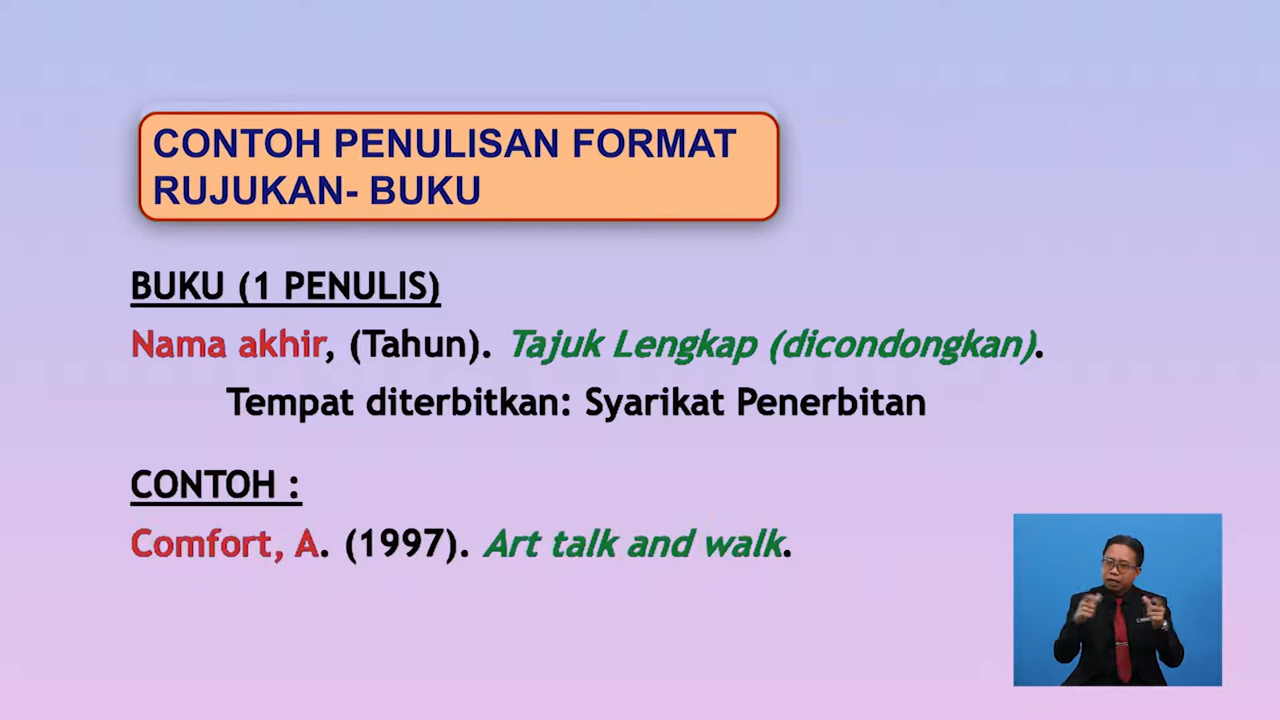 CONTOH PENULISAN FORMAT
RUJUKAN- BUKU
BUKU (1 PENULIS)
Nama akhir, (Tahun). Tajuk Lengkap (dicondongkan).
Tempat diterbitkan: Syarikat Penerbitan
CONTOH :
Comfort, A. (1997). Art talk and walk.